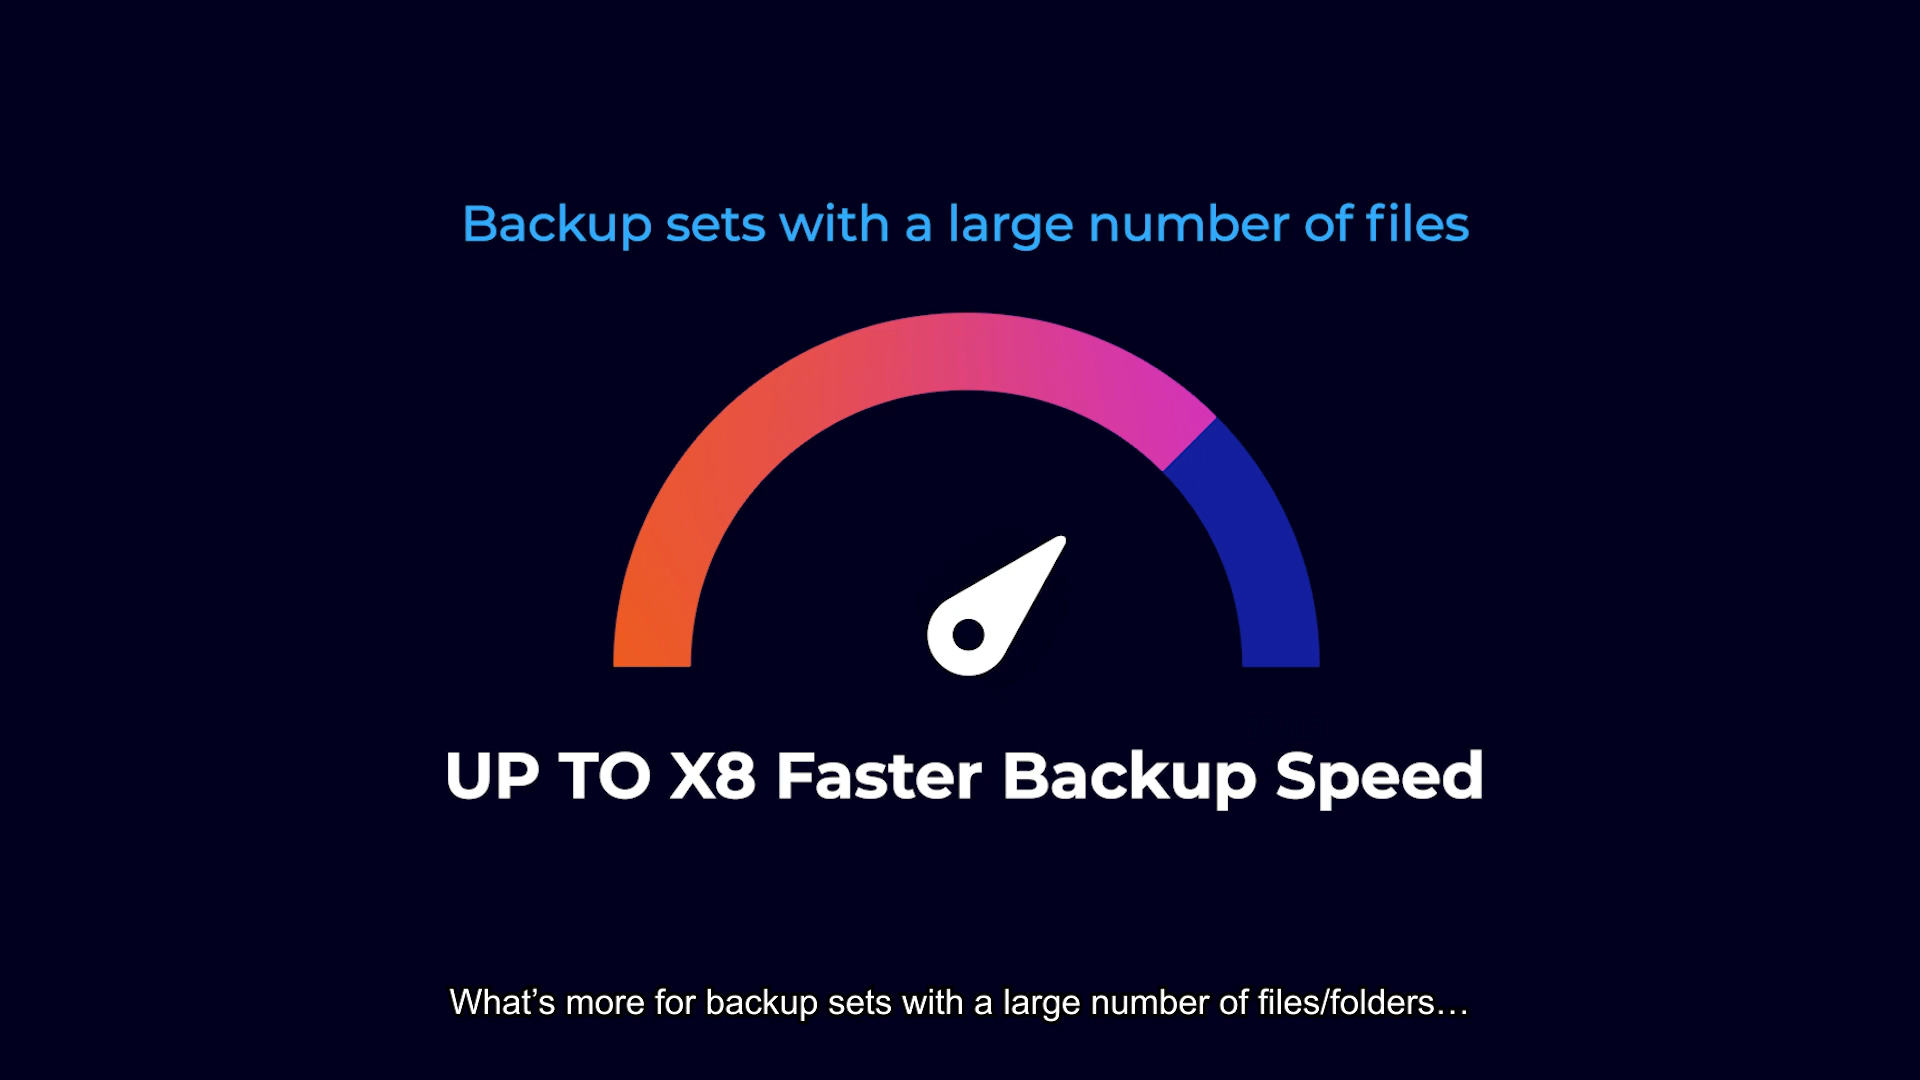 Backup sets with a large number of files
UP TO X8 Faster Backup Speed
What’s more for backup sets with a large number of files/folders…